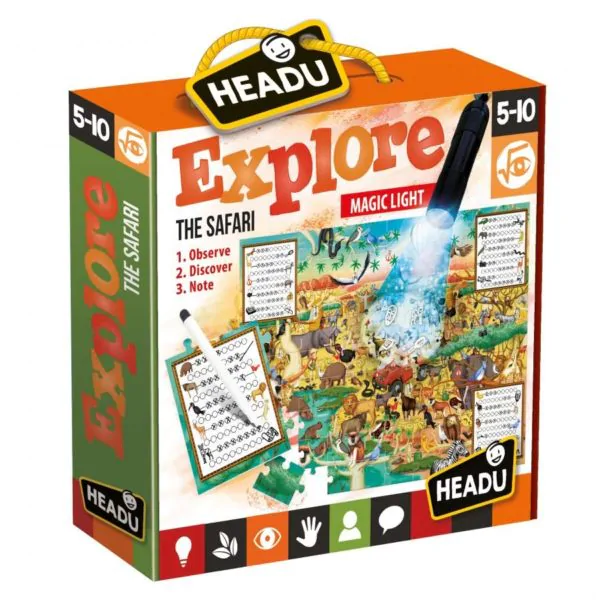 HEADU
5-10
5-10
Explore
THE SAFARI
MAGIC LIGHT
1. Observe
2. Discover
3. Note
Explore
THE SAFARI
HEADU
HEADU